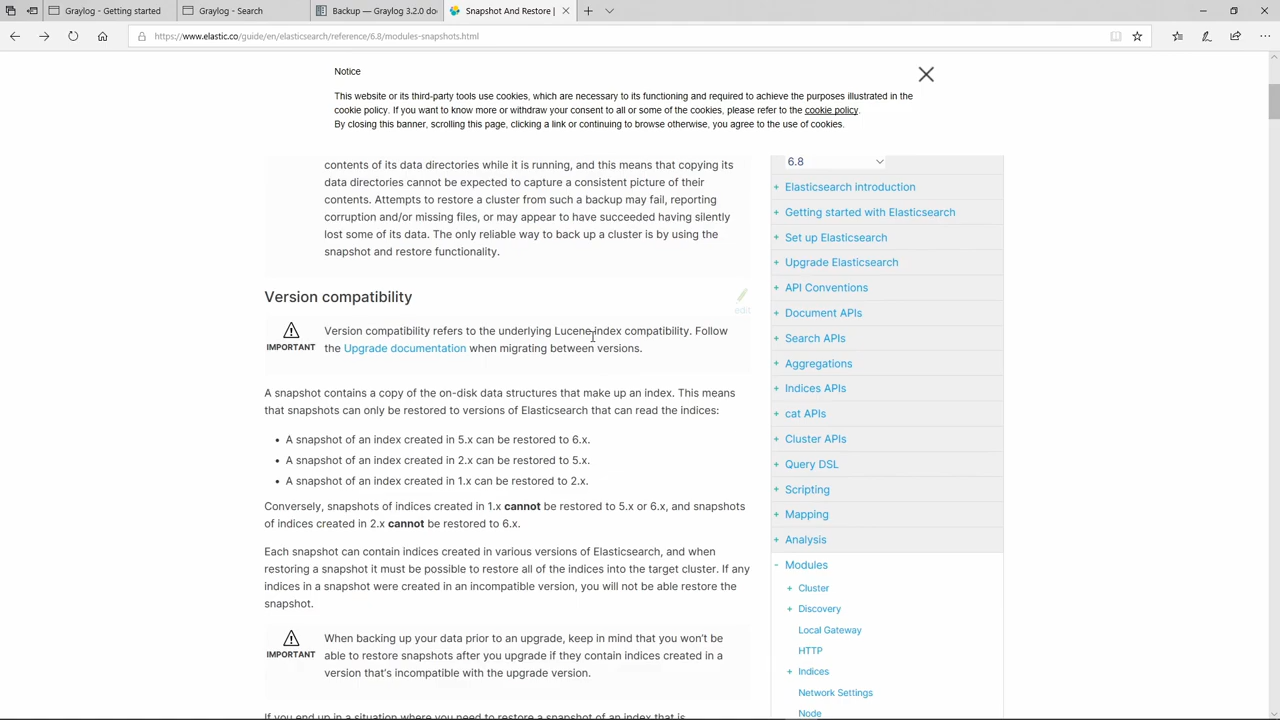 Graylog - Getting started
Graylog - Search
Backup — Graylog 3.2.0 do
Snapshot And Restore |
https://www.elastic.co/guide/en/elasticsearch/reference/6.8/modules-snapshots.html
Notice
This website or its third-party tools use cookies, which are necessary to its functioning and required to achieve the purposes illustrated in the
cookie policy. If you want to know more or withdraw your consent to all or some of the cookies, please refer to the cookie policy.
By closing this banner, scrolling this page, clicking a link or continuing to browse otherwise, you agree to the use of cookies.
contents of its data directories while it is running, and this means that copying its
data directories cannot be expected to capture a consistent picture of their
contents. Attempts to restore a cluster from such a backup may fail, reporting
corruption and/or missing files, or may appear to have succeeded having silently
lost some of its data. The only reliable way to back up a cluster is by using the
snapshot and restore functionality.
Version compatibility
edit
IMPORTANT
Version compatibility refers to the underlying Lucene index compatibility. Follow
the Upgrade documentation when migrating between versions.
A snapshot contains a copy of the on-disk data structures that make up an index. This means
that snapshots can only be restored to versions of Elasticsearch that can read the indices:
• A snapshot of an index created in 5.x can be restored to 6.x.
• A snapshot of an index created in 2.x can be restored to 5.x.
• A snapshot of an index created in 1.x can be restored to 2.x.
Conversely, snapshots of indices created in 1.x cannot be restored to 5.x or 6.x, and snapshots
of indices created in 2.x cannot be restored to 6.x.
Each snapshot can contain indices created in various versions of Elasticsearch, and when
restoring a snapshot it must be possible to restore all of the indices into the target cluster. If any
indices in a snapshot were created in an incompatible version, you will not be able restore the
snapshot.
IMPORTANT
When backing up your data prior to an upgrade, keep in mind that you won't be
able to restore snapshots after you upgrade if they contain indices created in a
version that's incompatible with the upgrade version.
If you end up in a situation where you need to restore a snapshot of an index that is
6.8
+ Elasticsearch introduction
+ Getting started with Elasticsearch
+ Set up Elasticsearch
+ Upgrade Elasticsearch
+ API Conventions
+ Document APIs
+ Search APIs
+ Aggregations
+ Indices APIs
+ cat APIs
+ Cluster APIs
+ Query DSL
+ Scripting
+ Mapping
+ Analysis
- Modules
+ Cluster
+ Discovery
Local Gateway
HTTP
+ Indices
Network Settings
Node